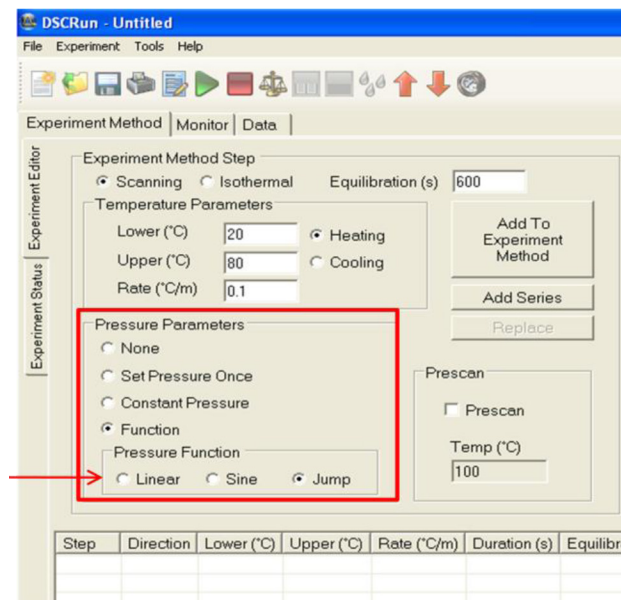 DSCRun - Untitled
File Experiment Tools Help
Experiment Method Monitor Data
Experiment Editor
Experiment Status
Experiment Method Step
Scanning Isothermal Equilibration (s) 600
Temperature Parameters
Lower (°C) 20 Heating
Upper (°C) 80 Cooling
Rate (°C/m) 0.1
Add To
Experiment
Method
Add Series
Replace
Pressure Parameters
None
Set Pressure Once
Constant Pressure
Function
Pressure Function
Linear Sine Jump
Prescan
Prescan
Temp (°C)
100
Step Direction Lower (°C) Upper (°C) Rate (°C/m) Duration (s) Equilibr